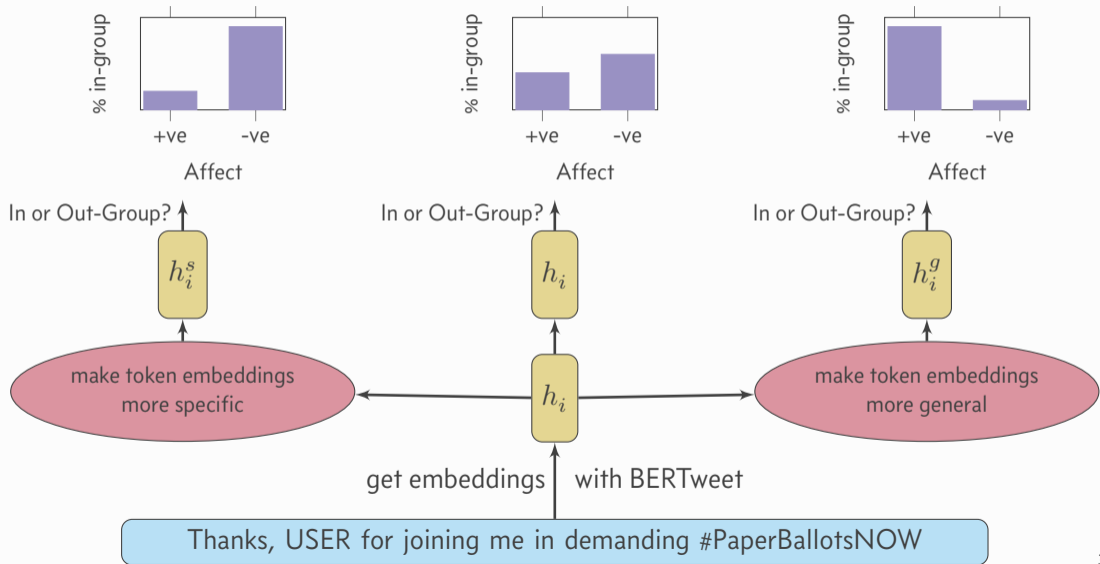 % in-group
+ve -ve
Affect
% in-group
+ve -ve
Affect
% in-group
+ve -ve
Affect
In or Out-Group?
In or Out-Group?
In or Out-Group?
h_i^s
h_i
h_i^g
make token embeddings
more specific
h_i
make token embeddings
more general
get embeddings with BERTweet
Thanks, USER for joining me in demanding #PaperBallotsNOW